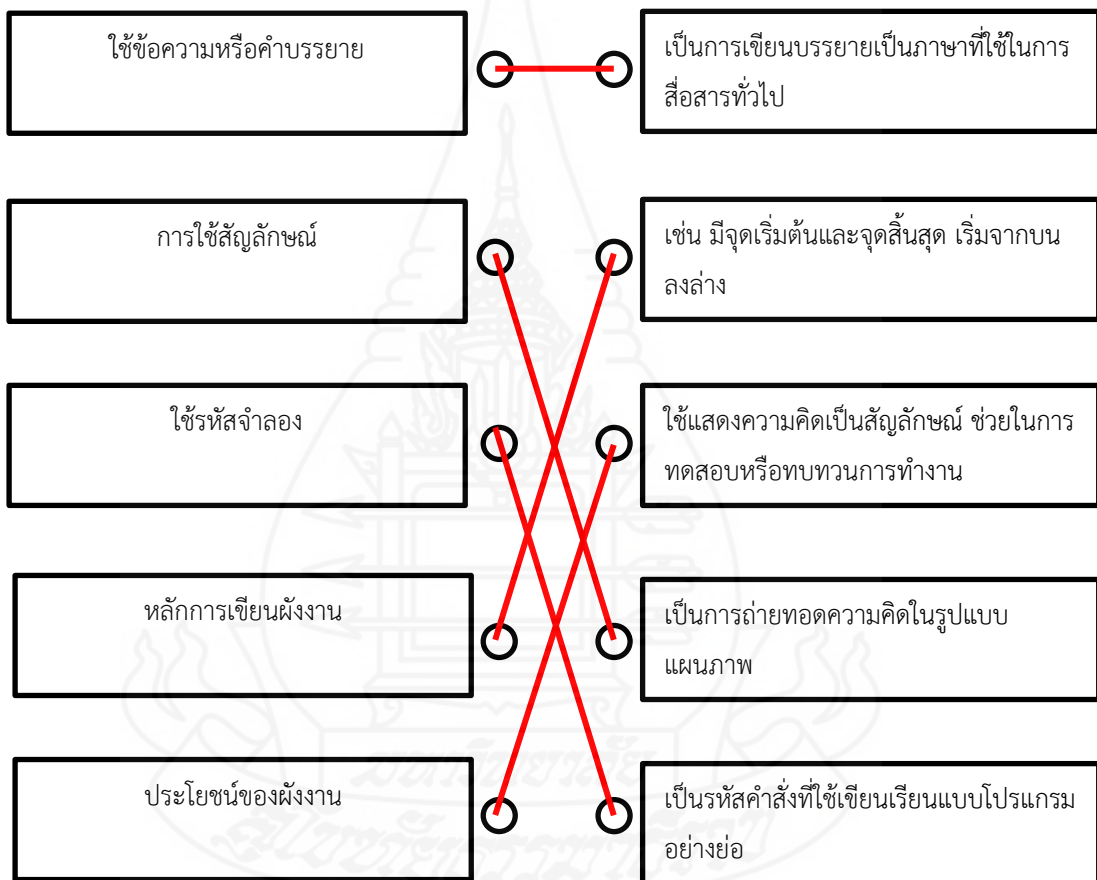 ใช้ข้อความหรือคำบรรยาย
เป็นการเขียนบรรยายเป็นภาษาที่ใช้ในการ
สื่อสารทั่วไป
การใช้สัญลักษณ์
เช่น มีจุดเริ่มต้นและจุดสิ้นสุด เริ่มจากบน
ลงล่าง
ใช้รหัสจำลอง
ใช้แสดงความคิดเป็นสัญลักษณ์ ช่วยในการ
ทดสอบหรือทบทวนการทำงาน
หลักการเขียนผังงาน
เป็นการถ่ายทอดความคิดในรูปแบบ
แผนภาพ
ประโยชน์ของผังงาน
เป็นรหัสคำสั่งที่ใช้เขียนเรียนแบบโปรแกรม
อย่างย่อ